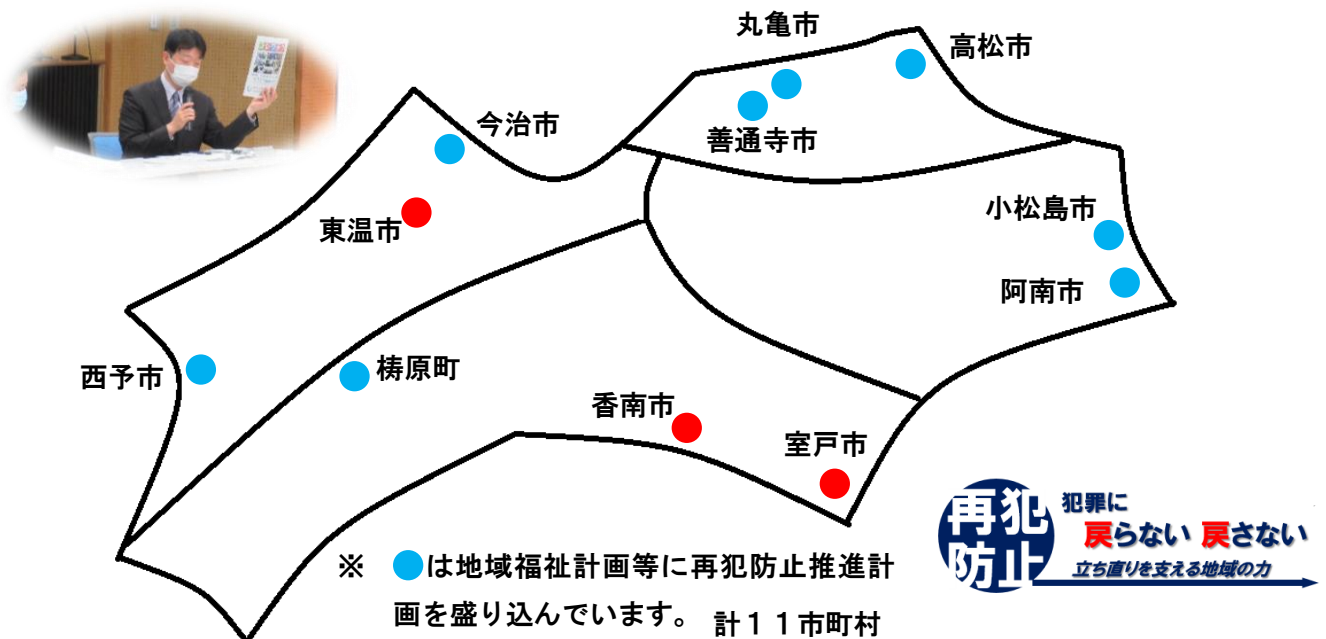 丸亀市
高松市
今治市
善通寺市
東温市
小松島市
阿南市
西予市
梼原町
香南市
室戸市
※ は地域福祉計画等に再犯防止推進計
画を盛り込んでいます。 計１１市町村
再犯
防止
犯罪に
戻らない 戻さない
立ち直りを支える地域の力